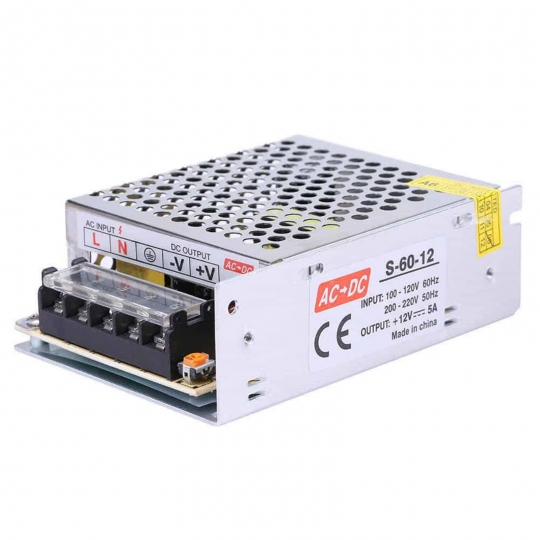 AC INPUT
L N
DC OUTPUT
-V +V
AC→DC
AC→DC
S-60-12
INPUT: 100-120V 60Hz
200-220V 50Hz
OUTPUT: +12V⎓5A
Made in china
CE